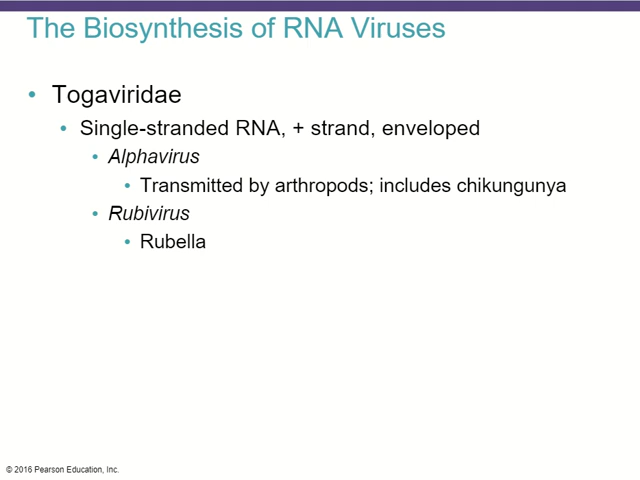 The Biosynthesis of RNA Viruses
• Togaviridae
• Single-stranded RNA, + strand, enveloped
• Alphavirus
• Transmitted by arthropods; includes chikungunya
• Rubivirus
• Rubella
© 2016 Pearson Education, Inc.